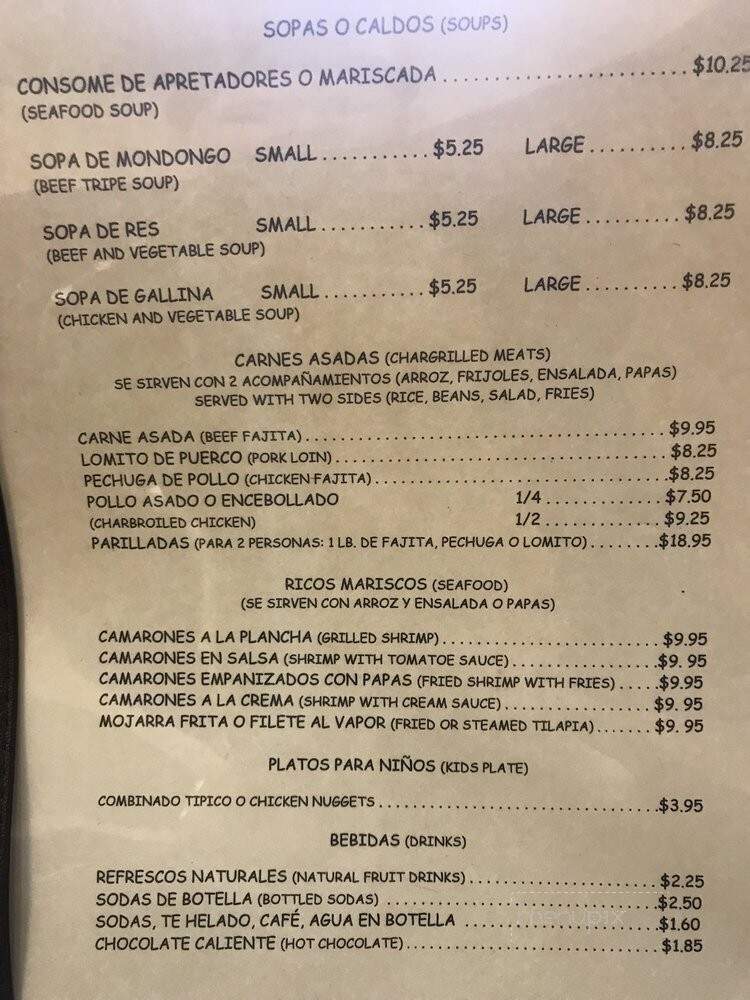 SOPAS O CALDOS (SOUPS)
CONSOME DE APRETADORES O MARISCADA ........................ $10.25
(SEAFOOD SOUP)
SOPA DE MONDONGO SMALL ........... $5.25 LARGE .......... $8.25
(BEEF TRIPE SOUP)
SOPA DE RES SMALL ........... $5.25 LARGE .......... $8.25
(BEEF AND VEGETABLE SOUP)
SOPA DE GALLINA SMALL ........... $5.25 LARGE .......... $8.25
(CHICKEN AND VEGETABLE SOUP)
CARNES ASADAS (CHARGRILLED MEATS)
SE SIRVEN CON 2 ACOMPAÑAMIENTOS (ARROZ, FRIJOLES, ENSALADA, PAPAS)
SERVED WITH TWO SIDES (RICE, BEANS, SALAD, FRIES)
CARNE ASADA (BEEF FAJITA) ..................................... $9.95
LOMITO DE PUERCO (PORK LOIN) .................................. $8.25
PECHUGA DE POLLO (CHICKEN FAJITA) .............................. $8.25
POLLO ASADO O ENCEBOLLADO 1/4 ............. $7.50
(CHARBROILED CHICKEN) 1/2 ............. $9.25
PARILLADAS (PARA 2 PERSONAS: 1 LB. DE FAJITA, PECHUGA O LOMITO) ....... $18.95
RICOS MARISCOS (SEAFOOD)
(SE SIRVEN CON ARROZ Y ENSALADA O PAPAS)
CAMARONES A LA PLANCHA (GRILLED SHRIMP) ....................... $9.95
CAMARONES EN SALSA (SHRIMP WITH TOMATOE SAUCE) ............... $9. 95
CAMARONES EMPANIZADOS CON PAPAS (FRIED SHRIMP WITH FRIES) ..... $9.95
CAMARONES A LA CREMA (SHRIMP WITH CREAM SAUCE) ................ $9. 95
MOJARRA FRITA O FILETE AL VAPOR (FRIED OR STEAMED TILAPIA) ....... $9. 95
PLATOS PARA NIÑOS (KIDS PLATE)
COMBINADO TIPICO O CHICKEN NUGGETS ............................. $3.95
BEBIDAS (DRINKS)
REFRESCOS NATURALES (NATURAL FRUIT DRINKS) .................... $2.25
SODAS DE BOTELLA (BOTTLED SODAS) ............................ $2.50
SODAS, TE HELADO, CAFÉ, AGUA EN BOTELLA .................... $1.60
CHOCOLATE CALIENTE (HOT CHOCOLATE) .......................... $1.85